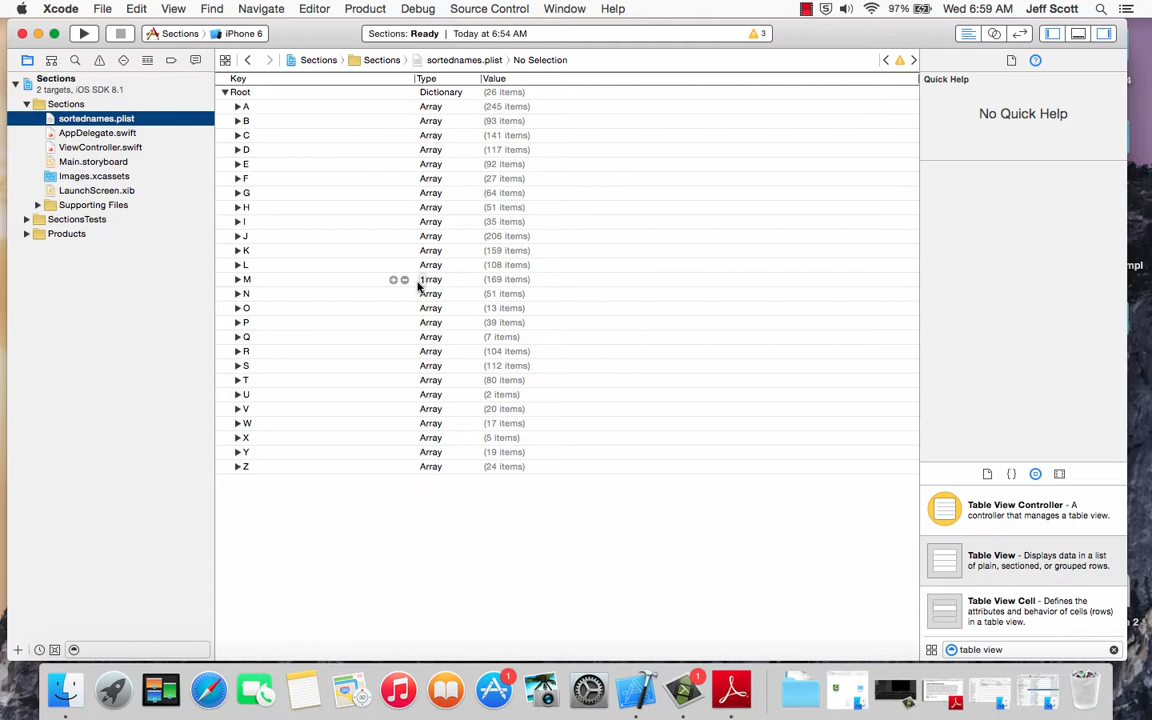 Xcode File Edit View Find Navigate Editor Product Debug Source Control Window Help 5 97% Wed 6:59 AM Jeff Scott
Sections iPhone 6 Sections: Ready Today at 6:54 AM 3
Sections Sections sortednames.plist No Selection
Sections
2 targets, iOS SDK 8.1
Sections
sortednames.plist
AppDelegate.swift
ViewController.swift
Main.storyboard
Images.xcassets
LaunchScreen.xib
Supporting Files
SectionsTests
Products
Key Type Value
Root Dictionary (26 items)
A Array (245 items)
B Array (93 items)
C Array (141 items)
D Array (117 items)
E Array (92 items)
F Array (27 items)
G Array (64 items)
H Array (51 items)
I Array (35 items)
J Array (206 items)
K Array (159 items)
L Array (108 items)
M rray (169 items)
N Array (51 items)
O Array (13 items)
P Array (39 items)
Q Array (7 items)
R Array (104 items)
S Array (112 items)
T Array (80 items)
U Array (2 items)
V Array (20 items)
W Array (17 items)
X Array (5 items)
Y Array (19 items)
Z Array (24 items)
Quick Help
No Quick Help
Table View Controller - A
controller that manages a table view.
Table View - Displays data in a list
of plain, sectioned, or grouped rows.
Table View Cell - Defines the
attributes and behavior of cells (rows)
in a table view.
table view
1
1